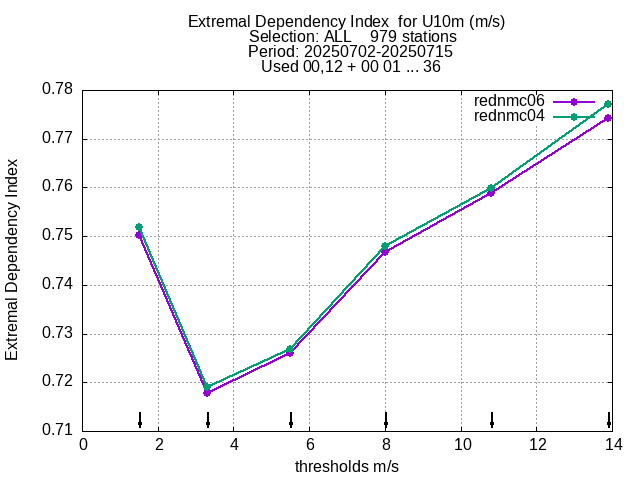 Extremal Dependency Index  for U10m (m/s)
Selection: ALL    979 stations
Period: 20250702-20250715
Used 00,12 + 00 01 ... 36
rednmc06
rednmc04
0.78
0.77
0.76
0.75
0.74
0.73
0.72
0.71
Extremal Dependency Index
0 2 4 6 8 10 12 14
thresholds m/s